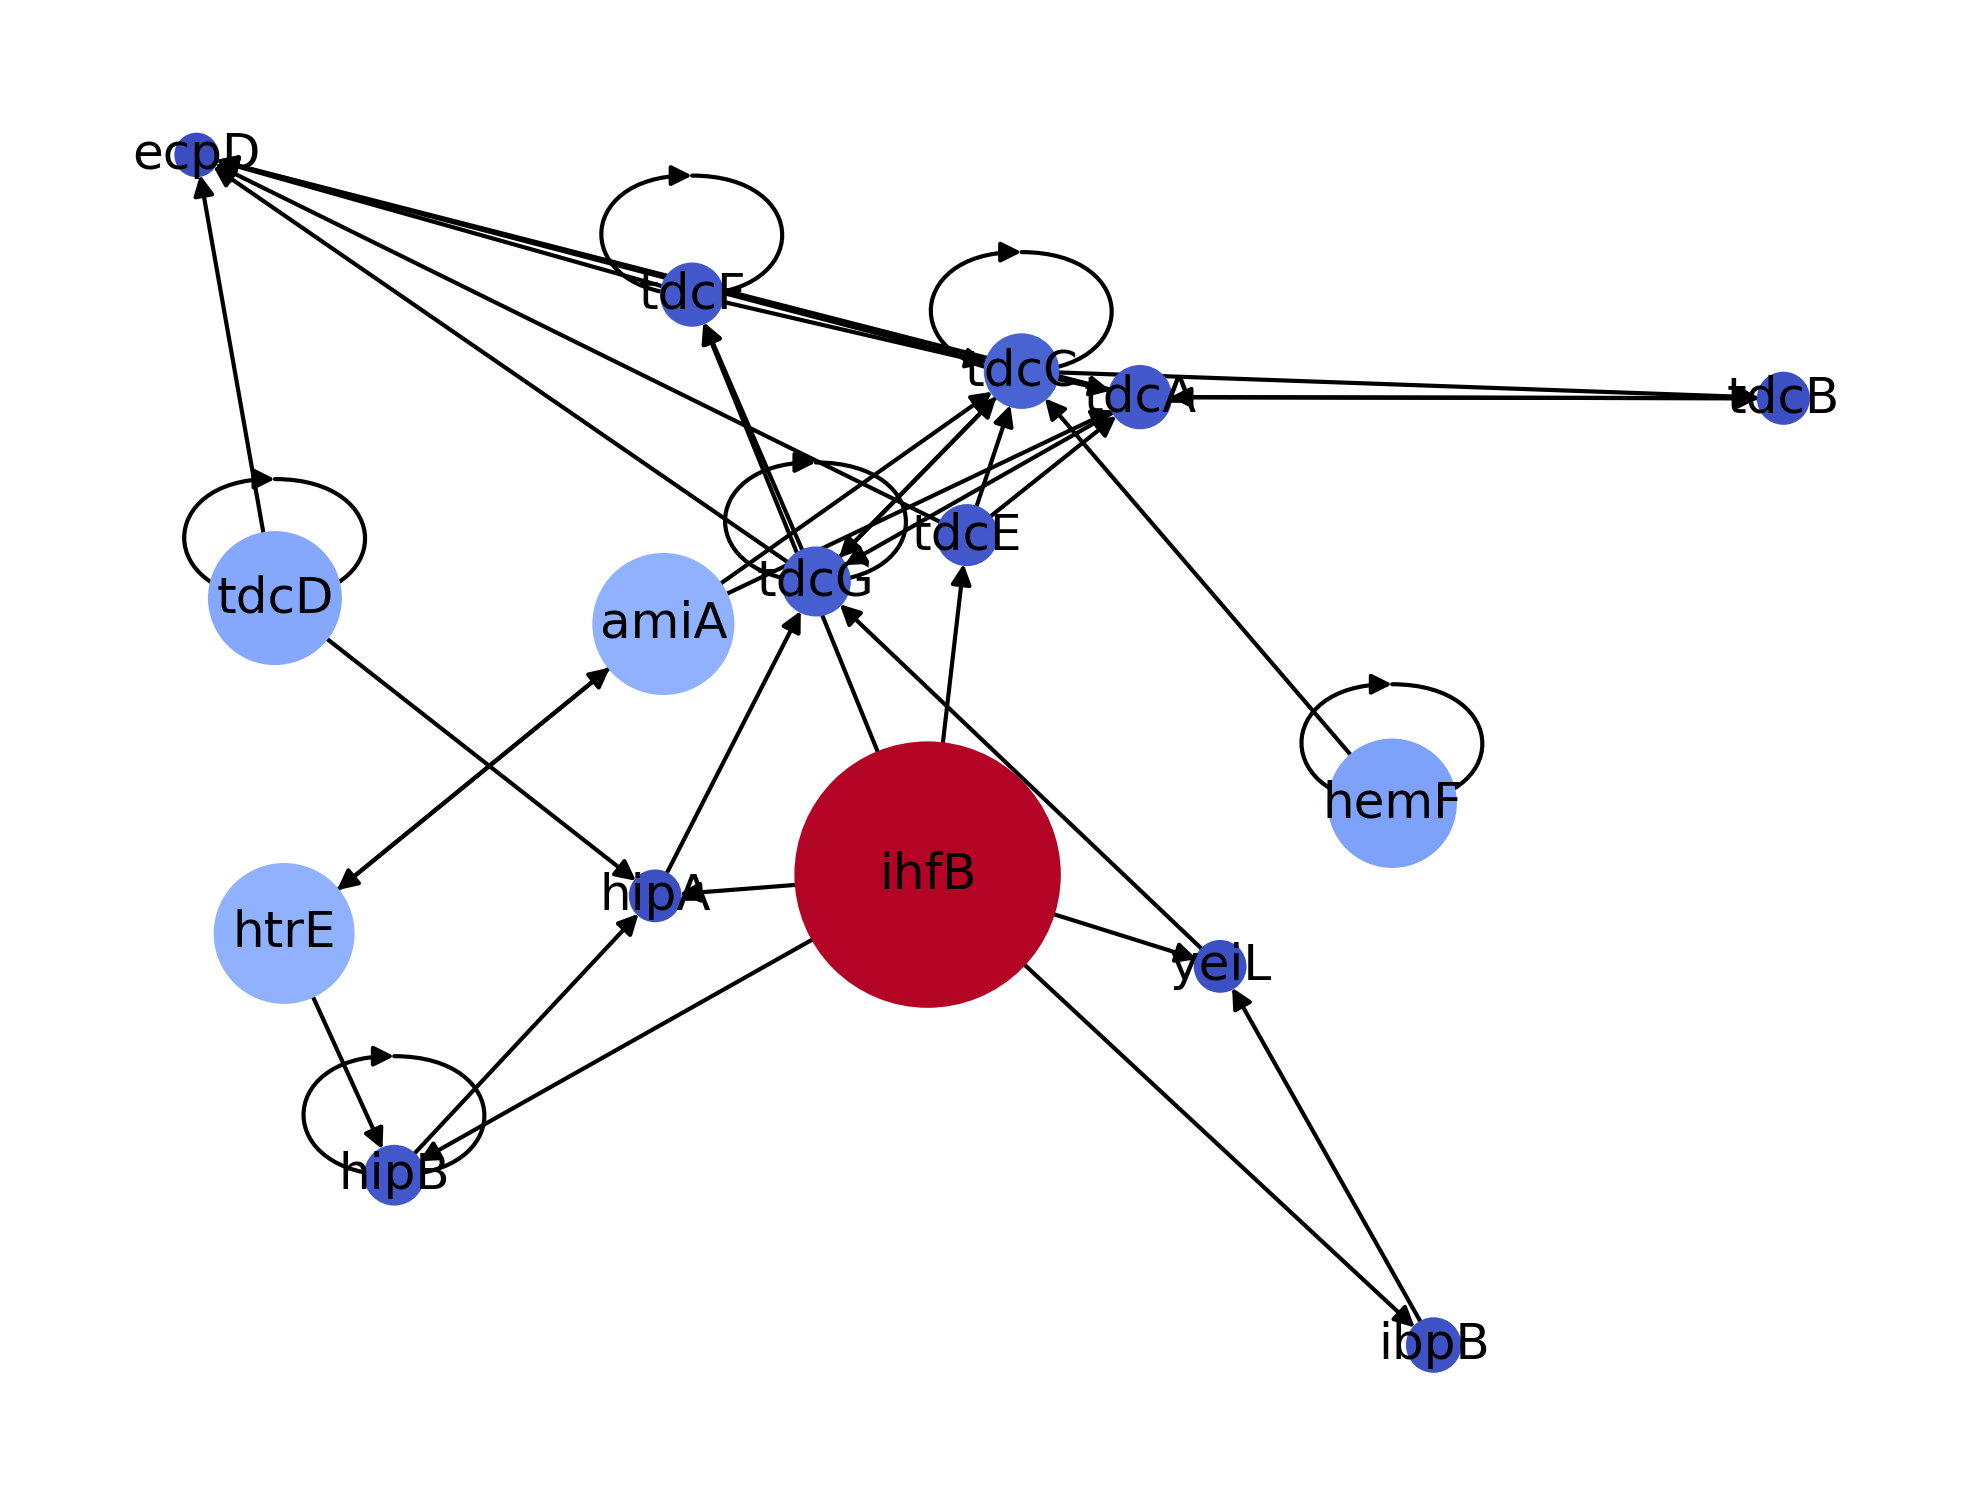 ecpD
tdcF
tdcC
tdcA
tdcB
tdcE
tdcG
tdcD
amiA
hemF
ihfB
hipA
htrE
yeiL
hipB
ibpB